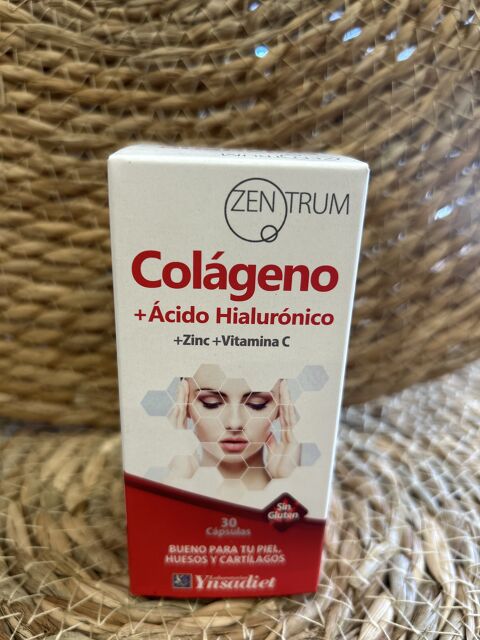 ZENTRUM
Colágeno
+Ácido Hialurónico
+Zinc +Vitamina C
Sin
Gluten
30
Cápsulas
BUENO PARA TU PIEL,
HUESOS Y CARTÍLAGOS
Ynsadiet